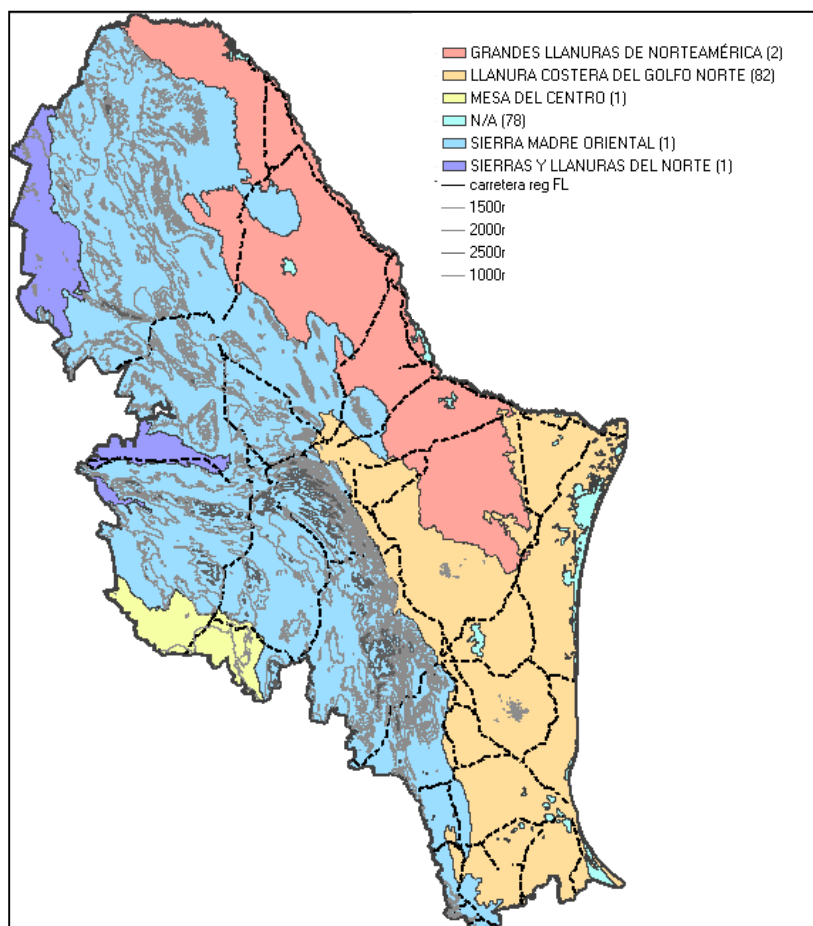 GRANDES LLANURAS DE NORTEAMÉRICA (2)
LLANURA COSTERA DEL GOLFO NORTE (82)
MESA DEL CENTRO (1)
N/A (78)
SIERRA MADRE ORIENTAL (1)
SIERRAS Y LLANURAS DEL NORTE (1)
carretera reg FL
1500r
2000r
2500r
1000r